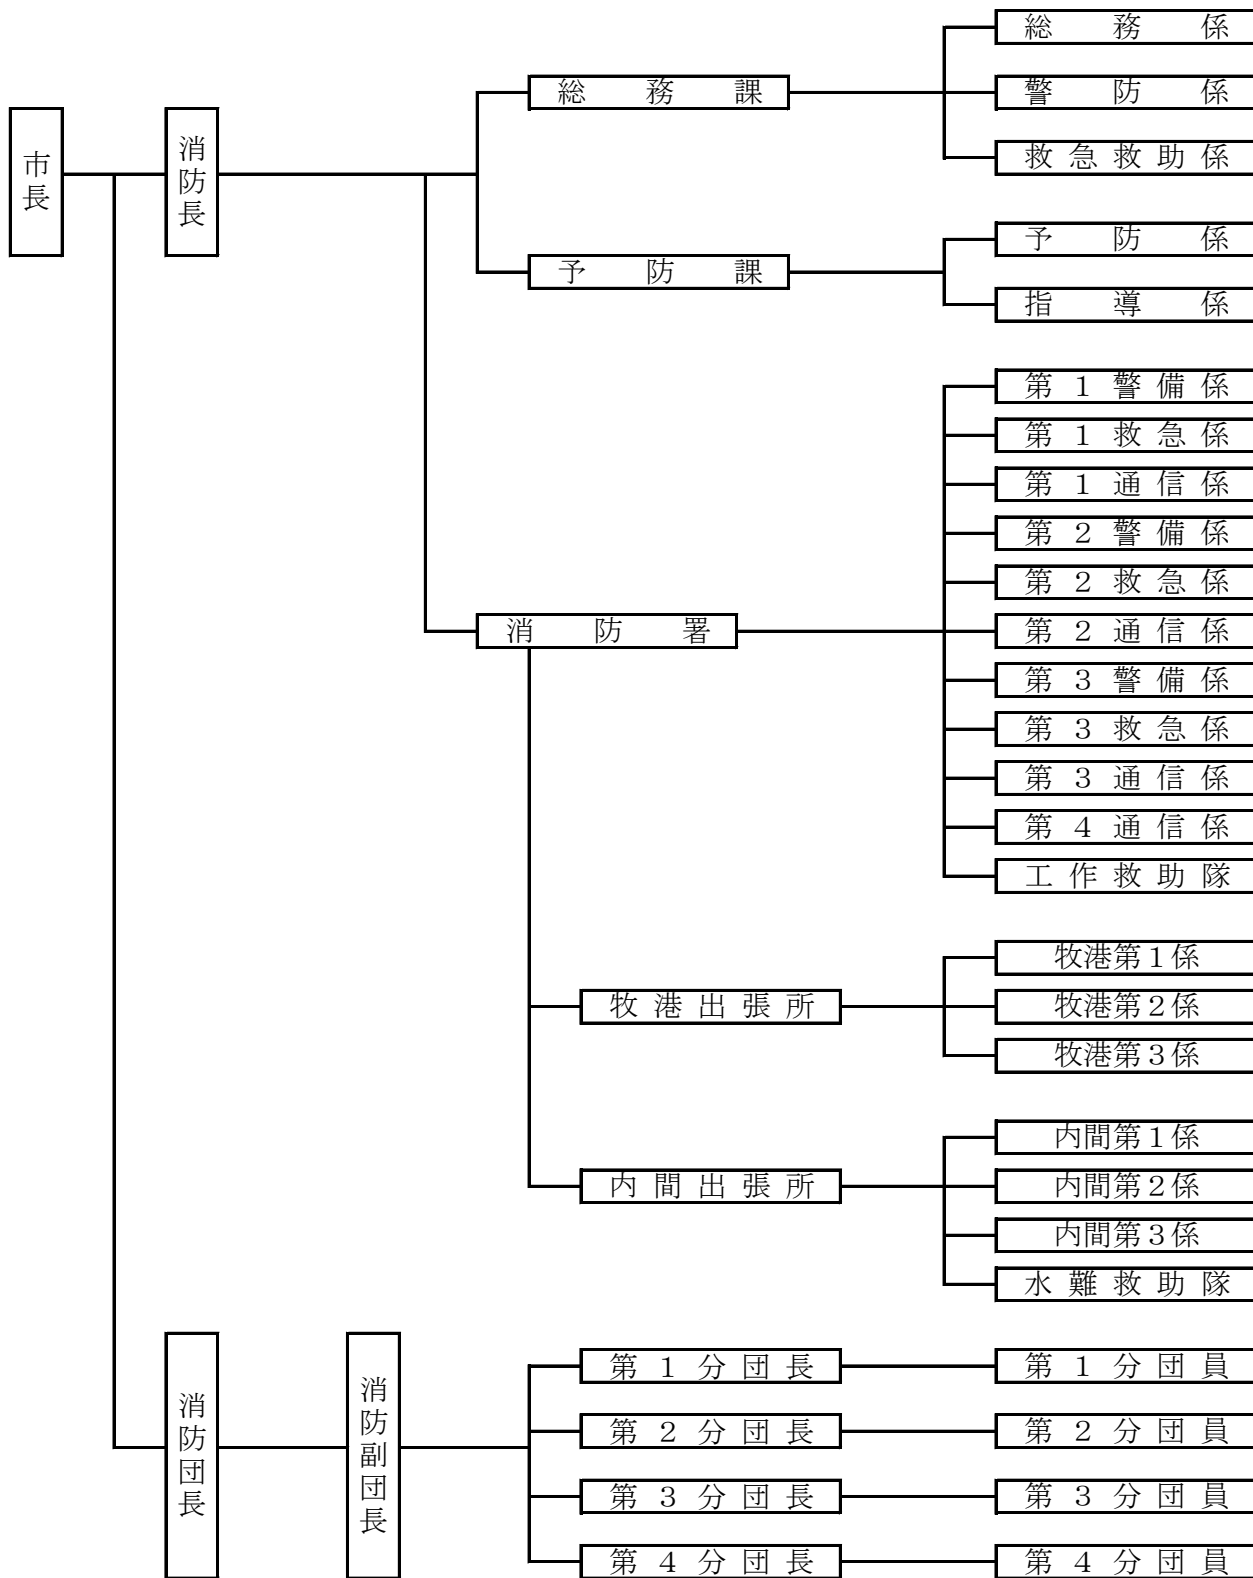 市長
消防長
総務課
総務係
警防係
救急救助係
予防課
予防係
指導係
消防署
第１警備係
第１救急係
第１通信係
第２警備係
第２救急係
第２通信係
第３警備係
第３救急係
第３通信係
第４通信係
工作救助隊
牧港出張所
牧港第１係
牧港第２係
牧港第３係
内間出張所
内間第１係
内間第２係
内間第３係
水難救助隊
消防団長
消防副団長
第１分団長
第１分団員
第２分団長
第２分団員
第３分団長
第３分団員
第４分団長
第４分団員